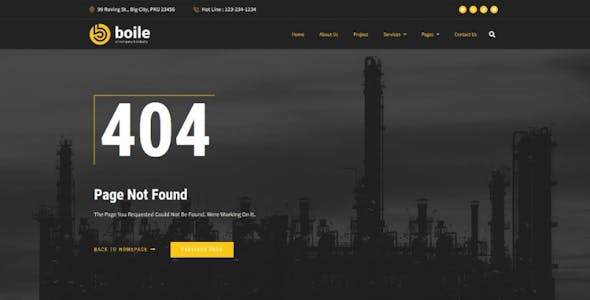 99 Roving St., Big City, PKU 23456
Hot Line : 123-234-1234
boile
Home
About Us
Project
Services
Pages
Contact Us
404
Page Not Found
The Page You Requested Could Not Be Found. Were Working On It.
BACK TO HOMEPAGE
PREVIOUS PAGE